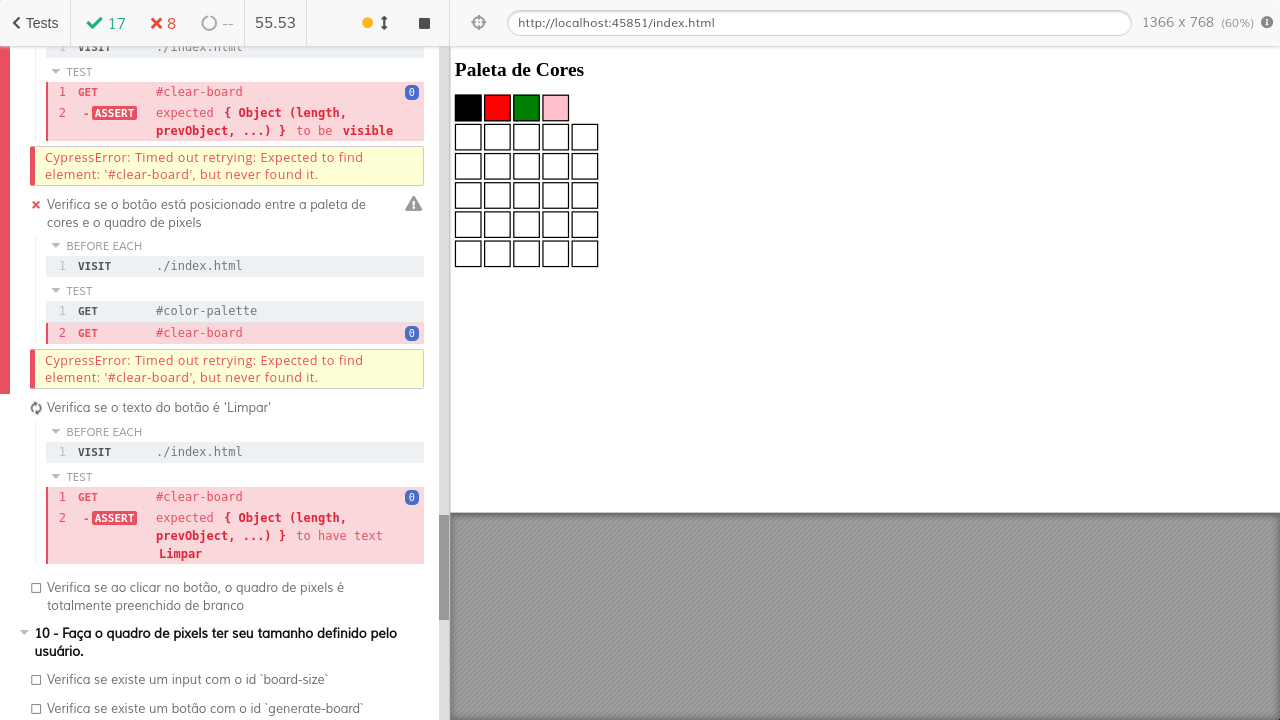 Tests
17
8
--
55.53
http://localhost:45851/index.html
1366 x 768 (60%)
1 VISIT ./index.html
TEST
1 GET #clear-board 0
2 -ASSERT expected { Object (length,
prevObject, ...) } to be visible
CypressError: Timed out retrying: Expected to find
element: '#clear-board', but never found it.
Verifica se o botão está posicionado entre a paleta de
cores e o quadro de pixels
BEFORE EACH
1 VISIT ./index.html
TEST
1 GET #color-palette
2 GET #clear-board 0
CypressError: Timed out retrying: Expected to find
element: '#clear-board', but never found it.
Verifica se o texto do botão é 'Limpar'
BEFORE EACH
1 VISIT ./index.html
TEST
1 GET #clear-board 0
2 -ASSERT expected { Object (length,
prevObject, ...) } to have text
Limpar
Verifica se ao clicar no botão, o quadro de pixels é
totalmente preenchido de branco
10 - Faça o quadro de pixels ter seu tamanho definido pelo
usuário.
Verifica se existe um input com o id `board-size`
Verifica se existe um botão com o id `generate-board`
Paleta de Cores